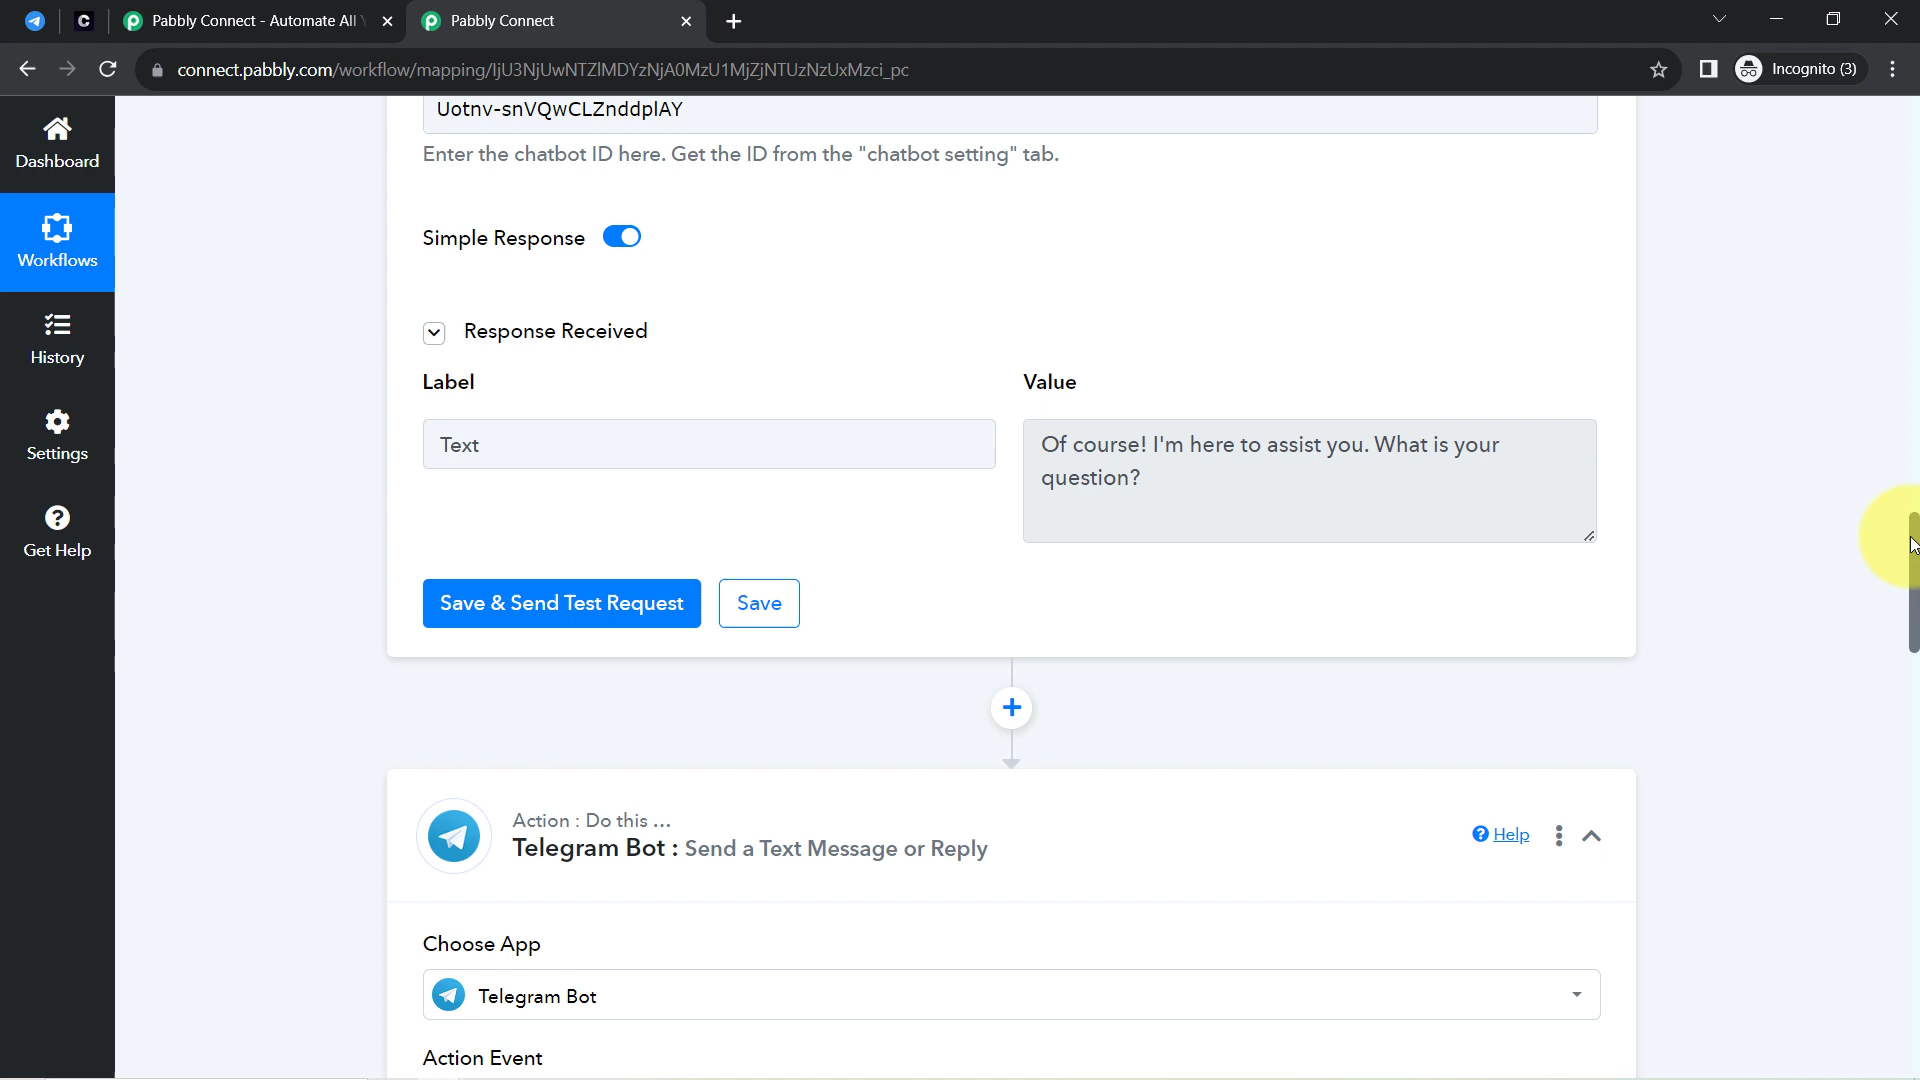 Pabbly Connect - Automate All
Pabbly Connect
connect.pabbly.com/workflow/mapping/IjU3NjUwNTZlMDYzNjA0MzU1MjZjNTUzNzUxMzci_pc
Incognito (3)
Dashboard
Workflows
History
Settings
Get Help
Uotnv-snVQwCLZnddplAY
Enter the chatbot ID here. Get the ID from the "chatbot setting" tab.
Simple Response
Response Received
Label
Value
Text
Of course! I'm here to assist you. What is your
question?
Save & Send Test Request
Save
Action : Do this ...
Telegram Bot : Send a Text Message or Reply
Help
Choose App
Telegram Bot
Action Event